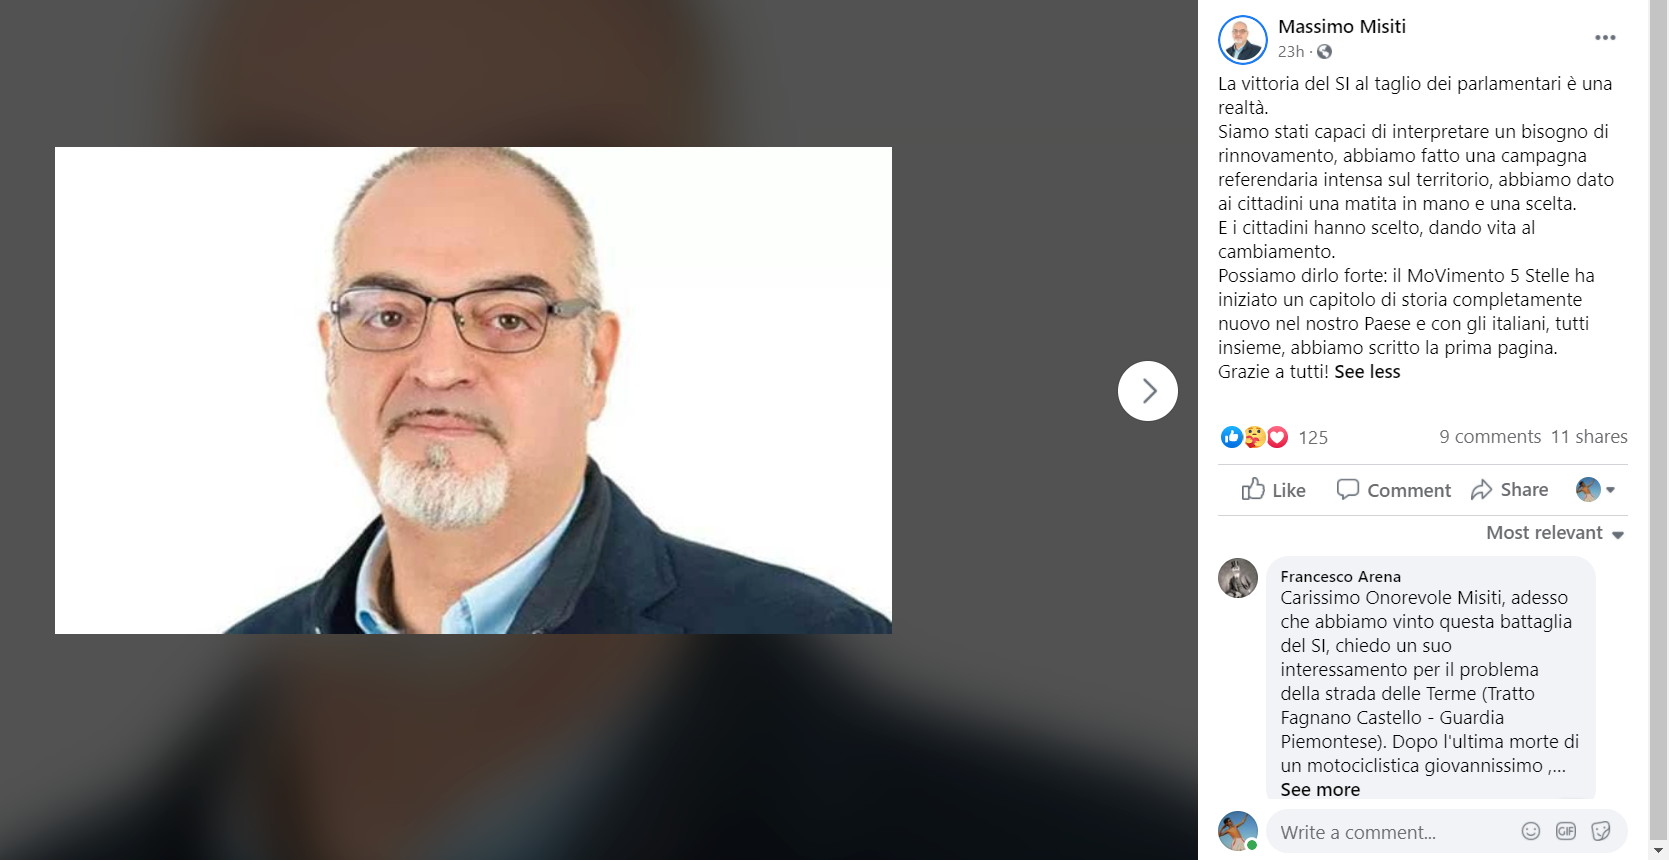 Massimo Misiti
23h ·
La vittoria del SI al taglio dei parlamentari è una
realtà.
Siamo stati capaci di interpretare un bisogno di
rinnovamento, abbiamo fatto una campagna
referendaria intensa sul territorio, abbiamo dato
ai cittadini una matita in mano e una scelta.
E i cittadini hanno scelto, dando vita al
cambiamento.
Possiamo dirlo forte: il MoVimento 5 Stelle ha
iniziato un capitolo di storia completamente
nuovo nel nostro Paese e con gli italiani, tutti
insieme, abbiamo scritto la prima pagina.
Grazie a tutti! See less
125 9 comments 11 shares
Like Comment Share
Most relevant
Francesco Arena
Carissimo Onorevole Misiti, adesso
che abbiamo vinto questa battaglia
del SI, chiedo un suo
interessamento per il problema
della strada delle Terme (Tratto
Fagnano Castello - Guardia
Piemontese). Dopo l'ultima morte di
un motociclistica giovannissimo ,...
See more
Write a comment...
GIF